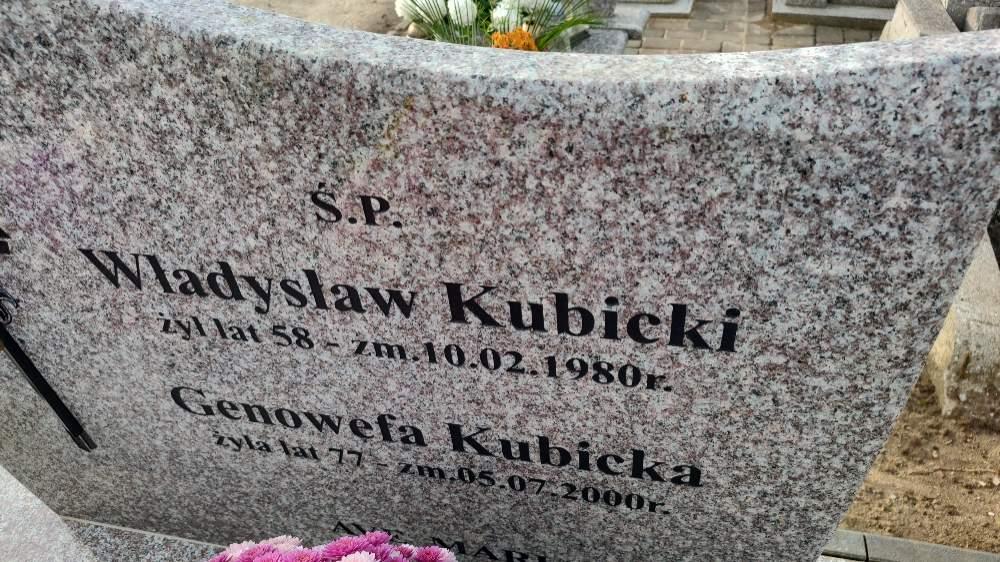 Ś.P.
Władysław Kubicki
żył lat 58 - zm.10.02.1980r.
Genowefa Kubicka
żyła lat 77 - zm.05.07.2000r.